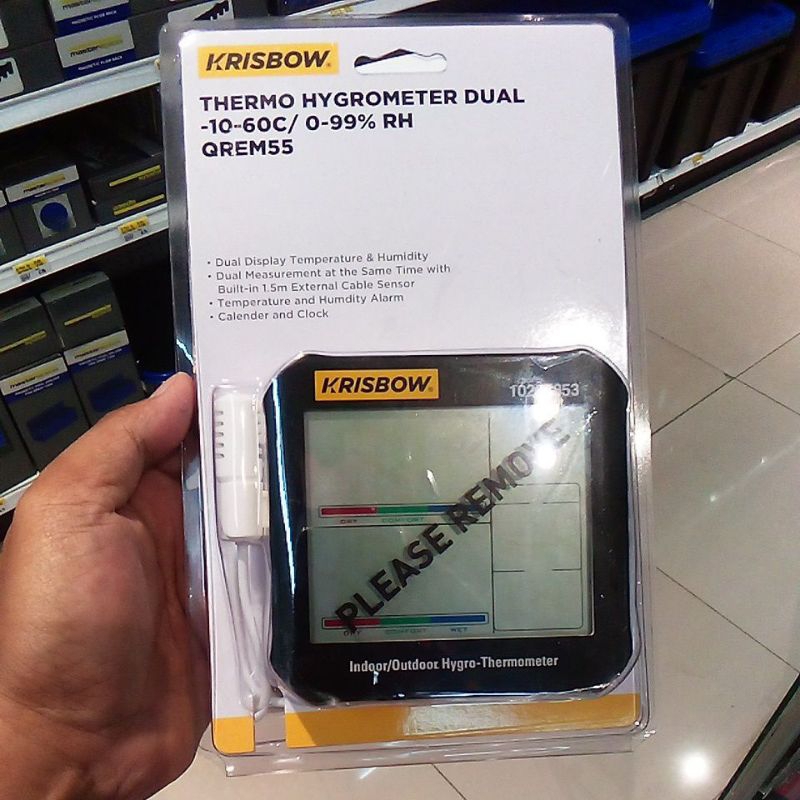 KRISBOW
THERMO HYGROMETER DUAL
-10-60C/ 0-99% RH
QREM55
• Dual Display Temperature & Humidity
• Dual Measurement at the Same Time with
Built-in 1.5m External Cable Sensor
• Temperature and Humdity Alarm
• Calender and Clock
KRISBOW
PLEASE REMOVE
DRY COMFORT
DRY COMFORT WET
Indoor/Outdoor Hygro-Thermometer